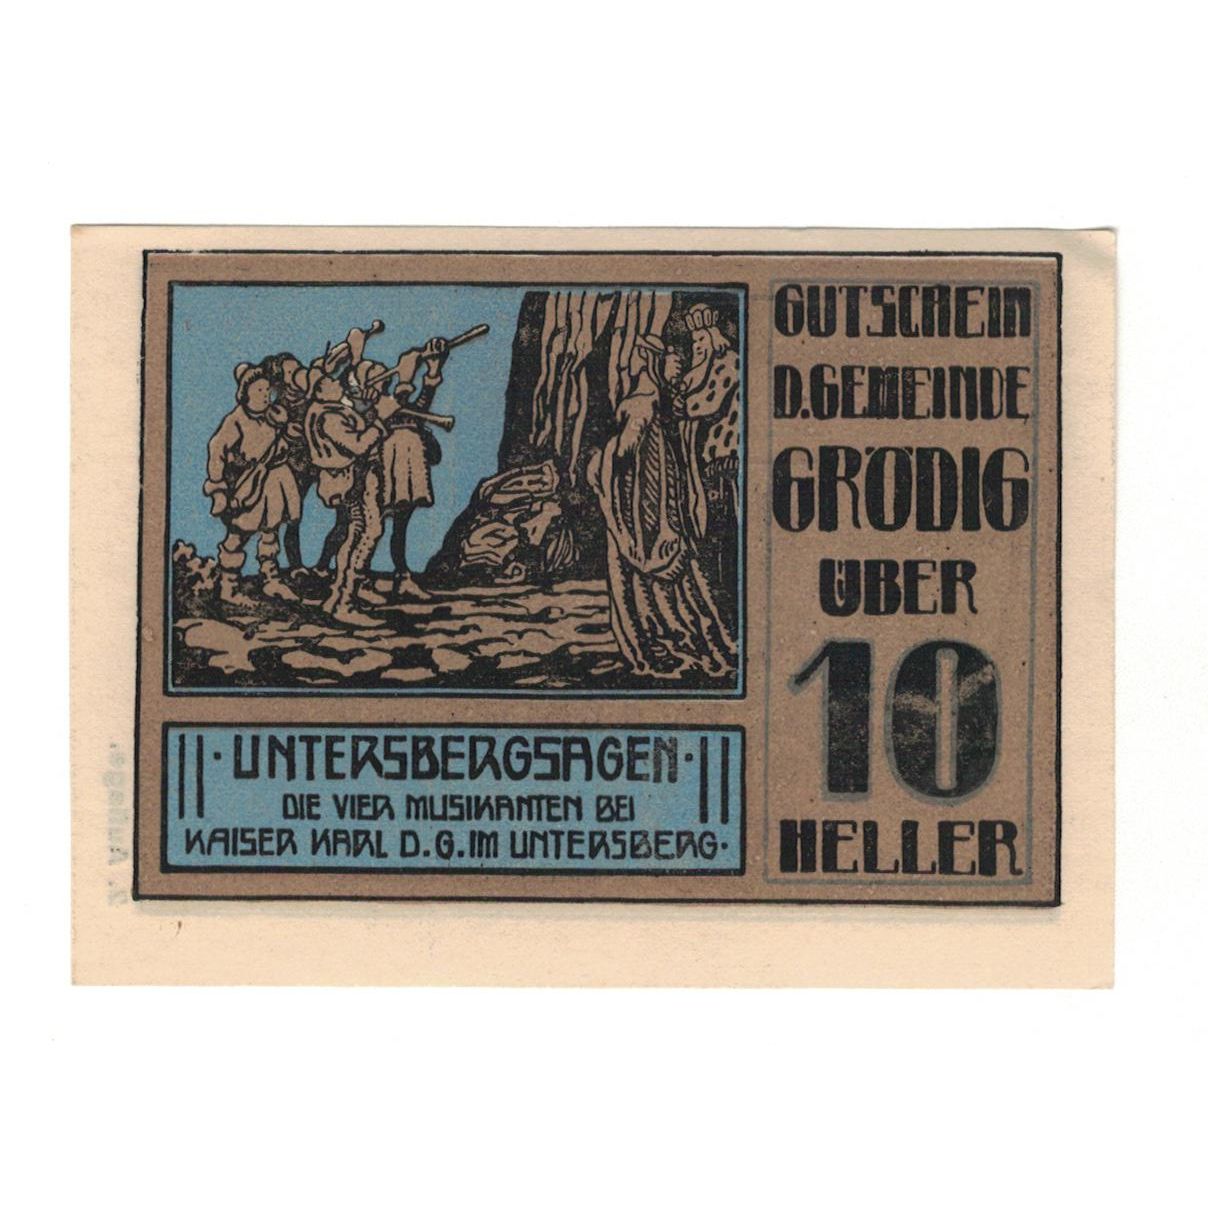 GUTSCHEIN
D. GEMEINDE
GRÖDIG
ÜBER
10
HELLER
· UNTERSBERGSAGEN ·
DIE VIER MUSIKANTEN BEI
KAISER KARL D. G. IM UNTERSBERG ·